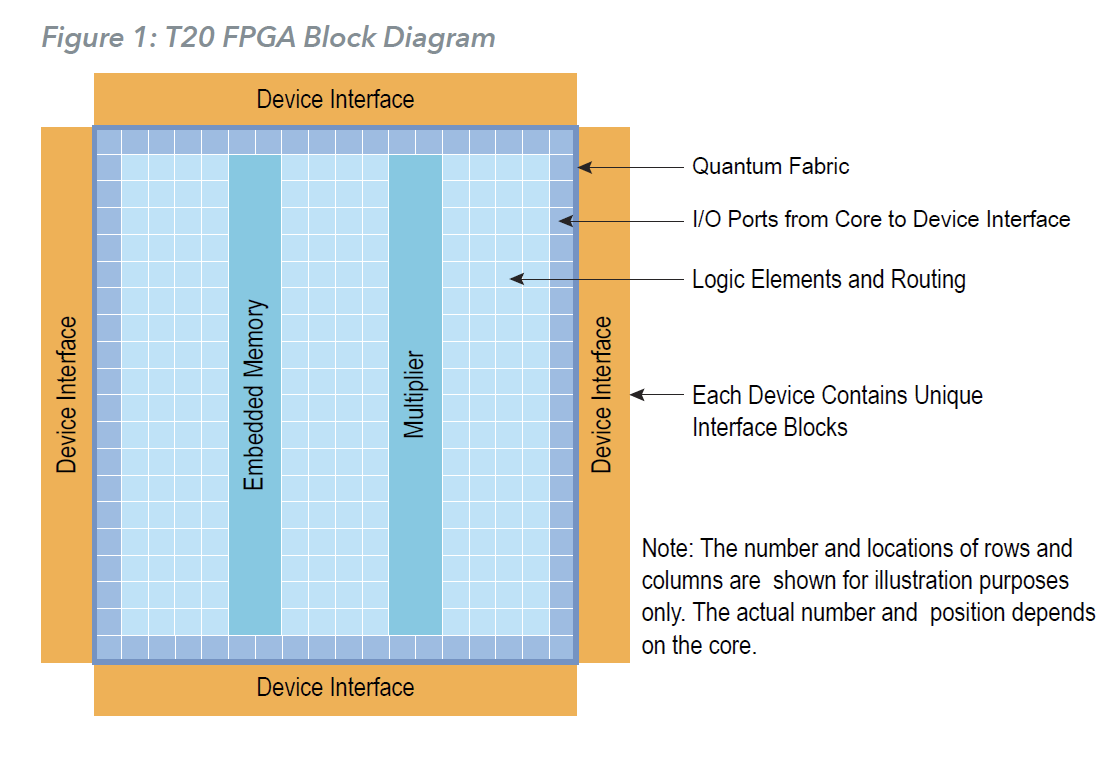 Figure 1: T20 FPGA Block Diagram
Device Interface
Quantum Fabric
I/O Ports from Core to Device Interface
Logic Elements and Routing
Device Interface
Embedded Memory
Multiplier
Device Interface
Each Device Contains Unique
Interface Blocks
Note: The number and locations of rows and
columns are shown for illustration purposes
only. The actual number and position depends
on the core.
Device Interface